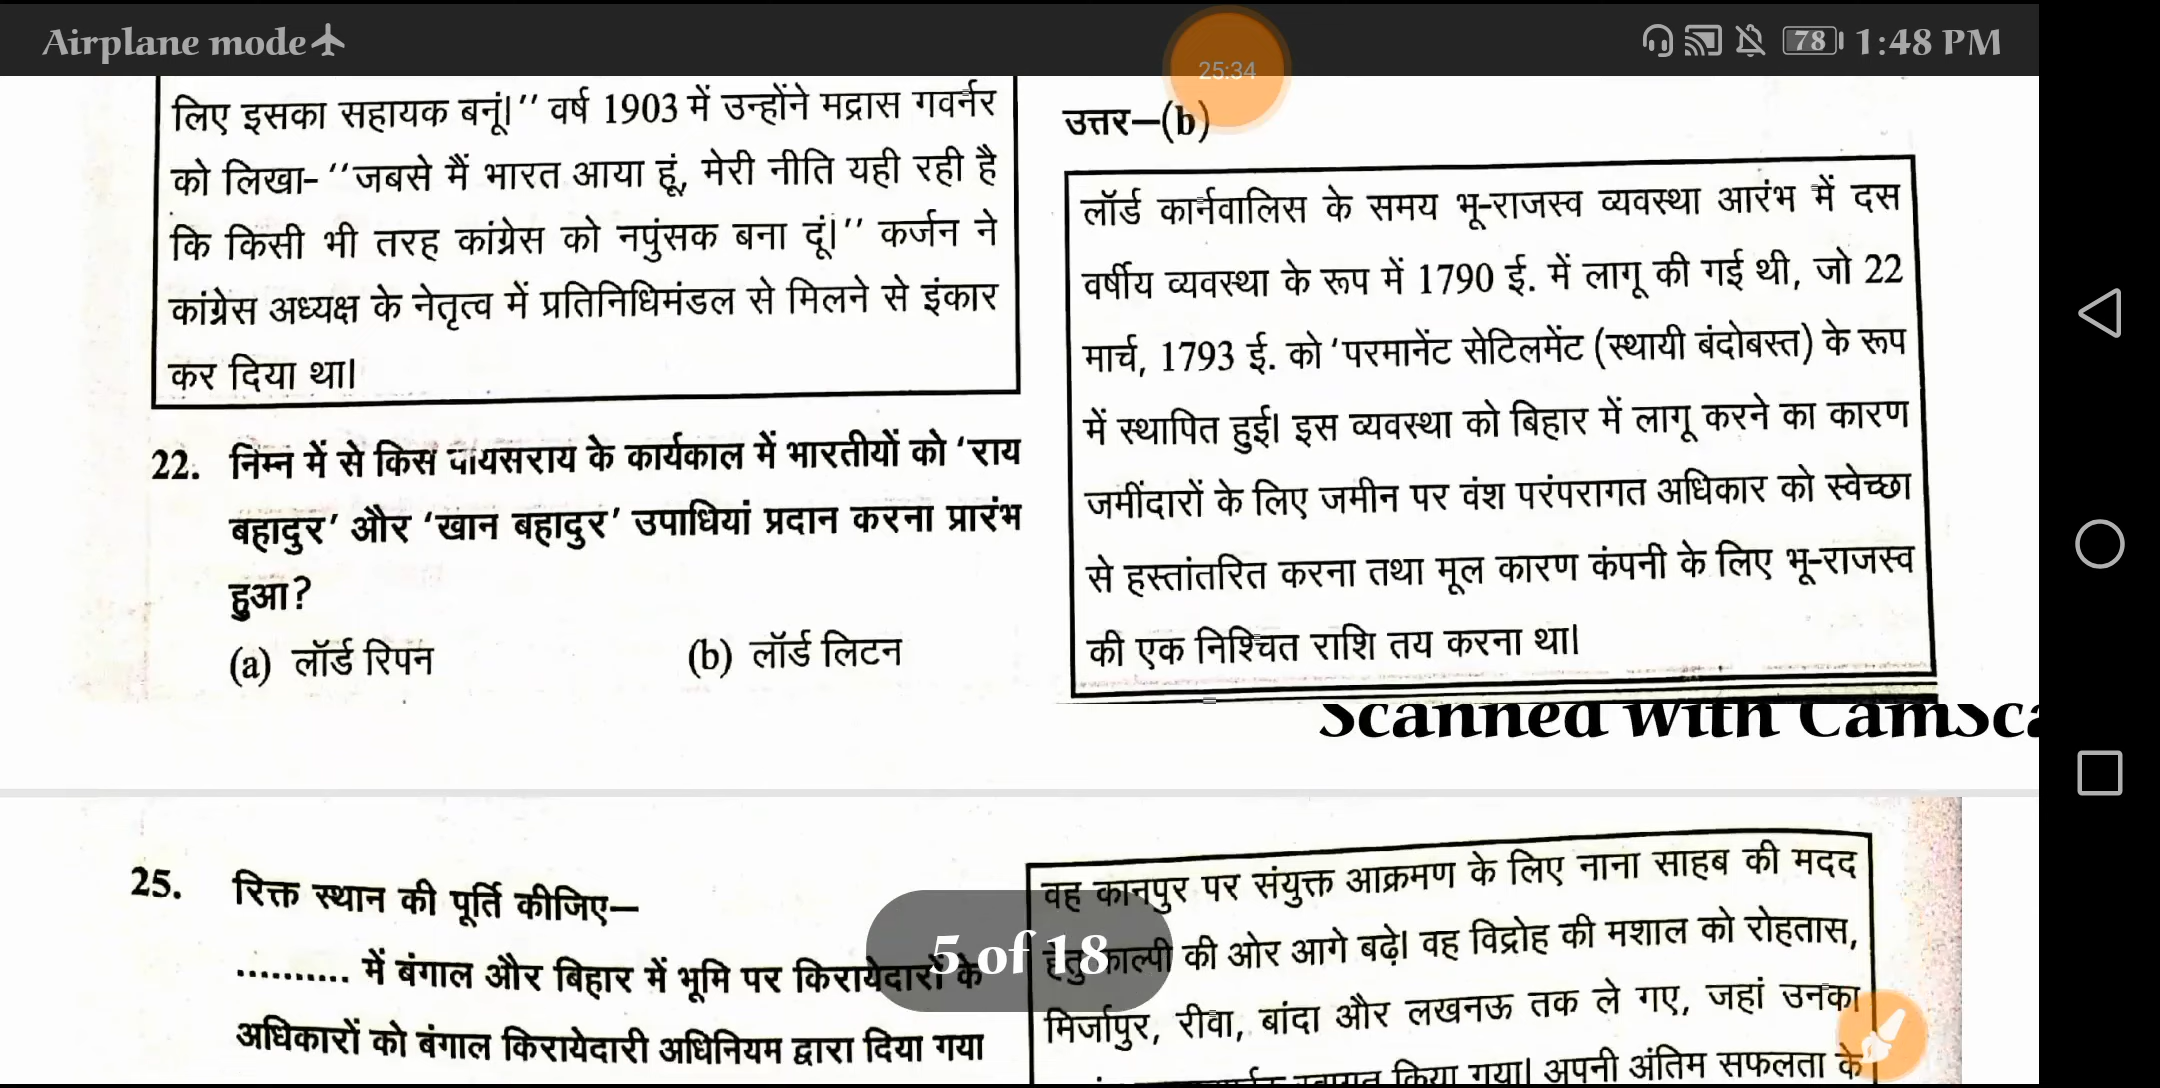 Airplane mode
78 1:48 PM
25:34
लिए इसका सहायक बनूं।'' वर्ष 1903 में उन्होंने मद्रास गवर्नर
को लिखा- ''जबसे मैं भारत आया हूं, मेरी नीति यही रही है
कि किसी भी तरह कांग्रेस को नपुंसक बना दूं।'' कर्जन ने
कांग्रेस अध्यक्ष के नेतृत्व में प्रतिनिधिमंडल से मिलने से इंकार
कर दिया था।
22. निम्न में से किस वायसराय के कार्यकाल में भारतीयों को 'राय
बहादुर' और 'खान बहादुर' उपाधियां प्रदान करना प्रारंभ
हुआ?
(a) लॉर्ड रिपन (b) लॉर्ड लिटन
उत्तर—(b)
लॉर्ड कार्नवालिस के समय भू-राजस्व व्यवस्था आरंभ में दस
वर्षीय व्यवस्था के रूप में 1790 ई. में लागू की गई थी, जो 22
मार्च, 1793 ई. को 'परमानेंट सेटिलमेंट (स्थायी बंदोबस्त) के रूप
में स्थापित हुई। इस व्यवस्था को बिहार में लागू करने का कारण
जमींदारों के लिए जमीन पर वंश परंपरागत अधिकार को स्वेच्छा
से हस्तांतरित करना तथा मूल कारण कंपनी के लिए भू-राजस्व
की एक निश्चित राशि तय करना था।
Scanned with CamSca
25. रिक्त स्थान की पूर्ति कीजिए—
.......... में बंगाल और बिहार में भूमि पर किरायेदारों के
अधिकारों को बंगाल किरायेदारी अधिनियम द्वारा दिया गया
5 of 18
वह कानपुर पर संयुक्त आक्रमण के लिए नाना साहब की मदद
हेतु काल्पी की ओर आगे बढ़े। वह विद्रोह की मशाल को रोहतास,
मिर्जापुर, रीवा, बांदा और लखनऊ तक ले गए, जहां उनका
किया गया। अपनी अंतिम सफलता के